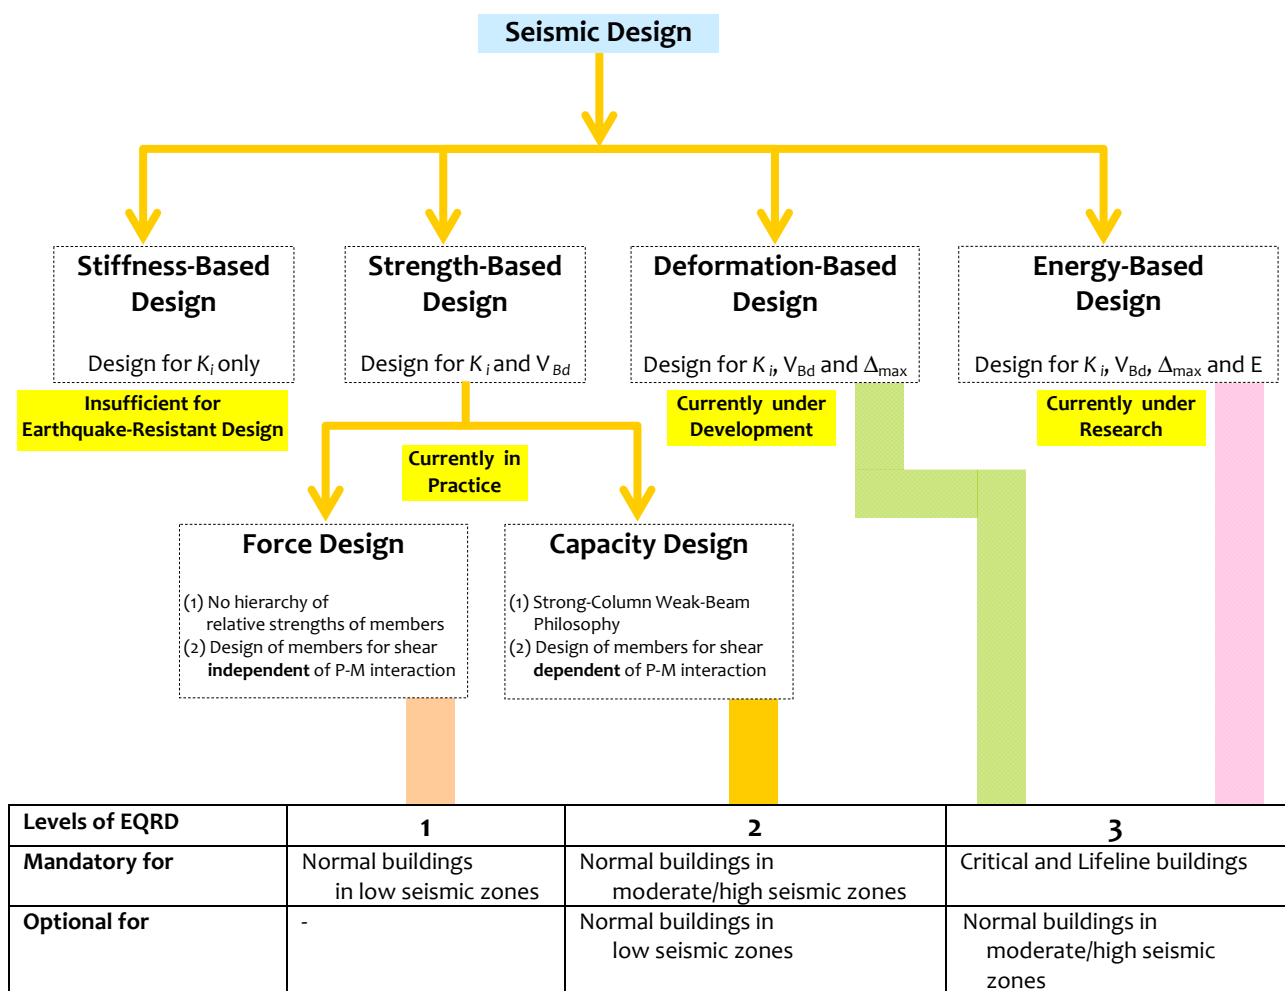 Seismic Design
Stiffness-Based
Design
Design for Ki only
Insufficient for
Earthquake-Resistant Design
Strength-Based
Design
Design for Ki and VBd
Currently in
Practice
Deformation-Based
Design
Design for Ki, VBd and Δmax
Currently under
Development
Energy-Based
Design
Design for Ki, VBd, Δmax and E
Currently under
Research
Force Design
(1) No hierarchy of
relative strengths of members
(2) Design of members for shear
independent of P-M interaction
Capacity Design
(1) Strong-Column Weak-Beam
Philosophy
(2) Design of members for shear
dependent of P-M interaction
Levels of EQRD
1
2
3
Mandatory for
Normal buildings
in low seismic zones
Normal buildings in
moderate/high seismic zones
Critical and Lifeline buildings
Optional for
-
Normal buildings in
low seismic zones
Normal buildings in
moderate/high seismic
zones